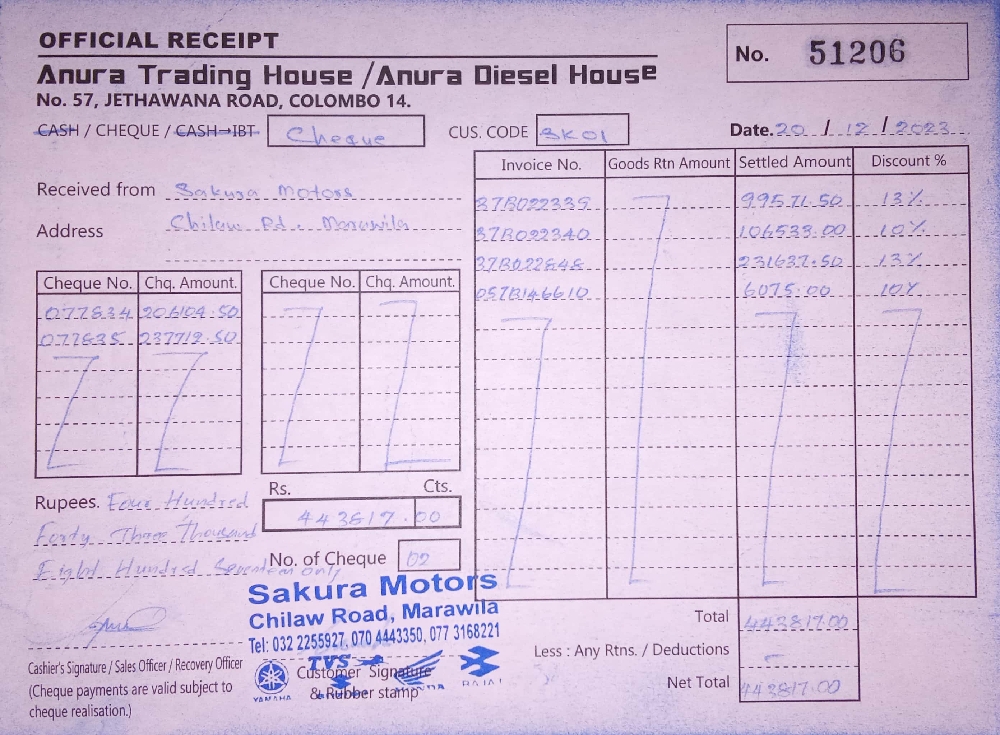 OFFICIAL RECEIPT
Anura Trading House / Anura Diesel House
No. 57, JETHAWANA ROAD, COLOMBO 14.
No. 51206
CASH / CHEQUE / CASH→IBT Cheque
CUS. CODE SK01
Date. 20 / 12 / 2023
Received from Sakura Motors
Address Chilaw Rd, Marawila
Cheque No. Chq. Amount. Cheque No. Chq. Amount.
077834 206104.50
077835 237712.50
Invoice No. Goods Rtn Amount Settled Amount Discount %
37B022339 99571.50 13%
37B022340 106533.00 10%
37B022848 231637.50 13%
057B146610 6075.00 10%
Rupees. Four Hundred
Forty Three Thousand
Eight Hundred Seventeen only
Rs. Cts.
443817.00
No. of Cheque 02
Sakura Motors
Chilaw Road, Marawila
Tel: 032 2255927, 070 4443350, 077 3168221
TVS
YAMAHA
BAJAJ
Customer Signature
& Rubber stamp
Cashier's Signature / Sales Officer / Recovery Officer
(Cheque payments are valid subject to
cheque realisation.)
Total 443817.00
Less : Any Rtns. / Deductions -
Net Total 443817.00